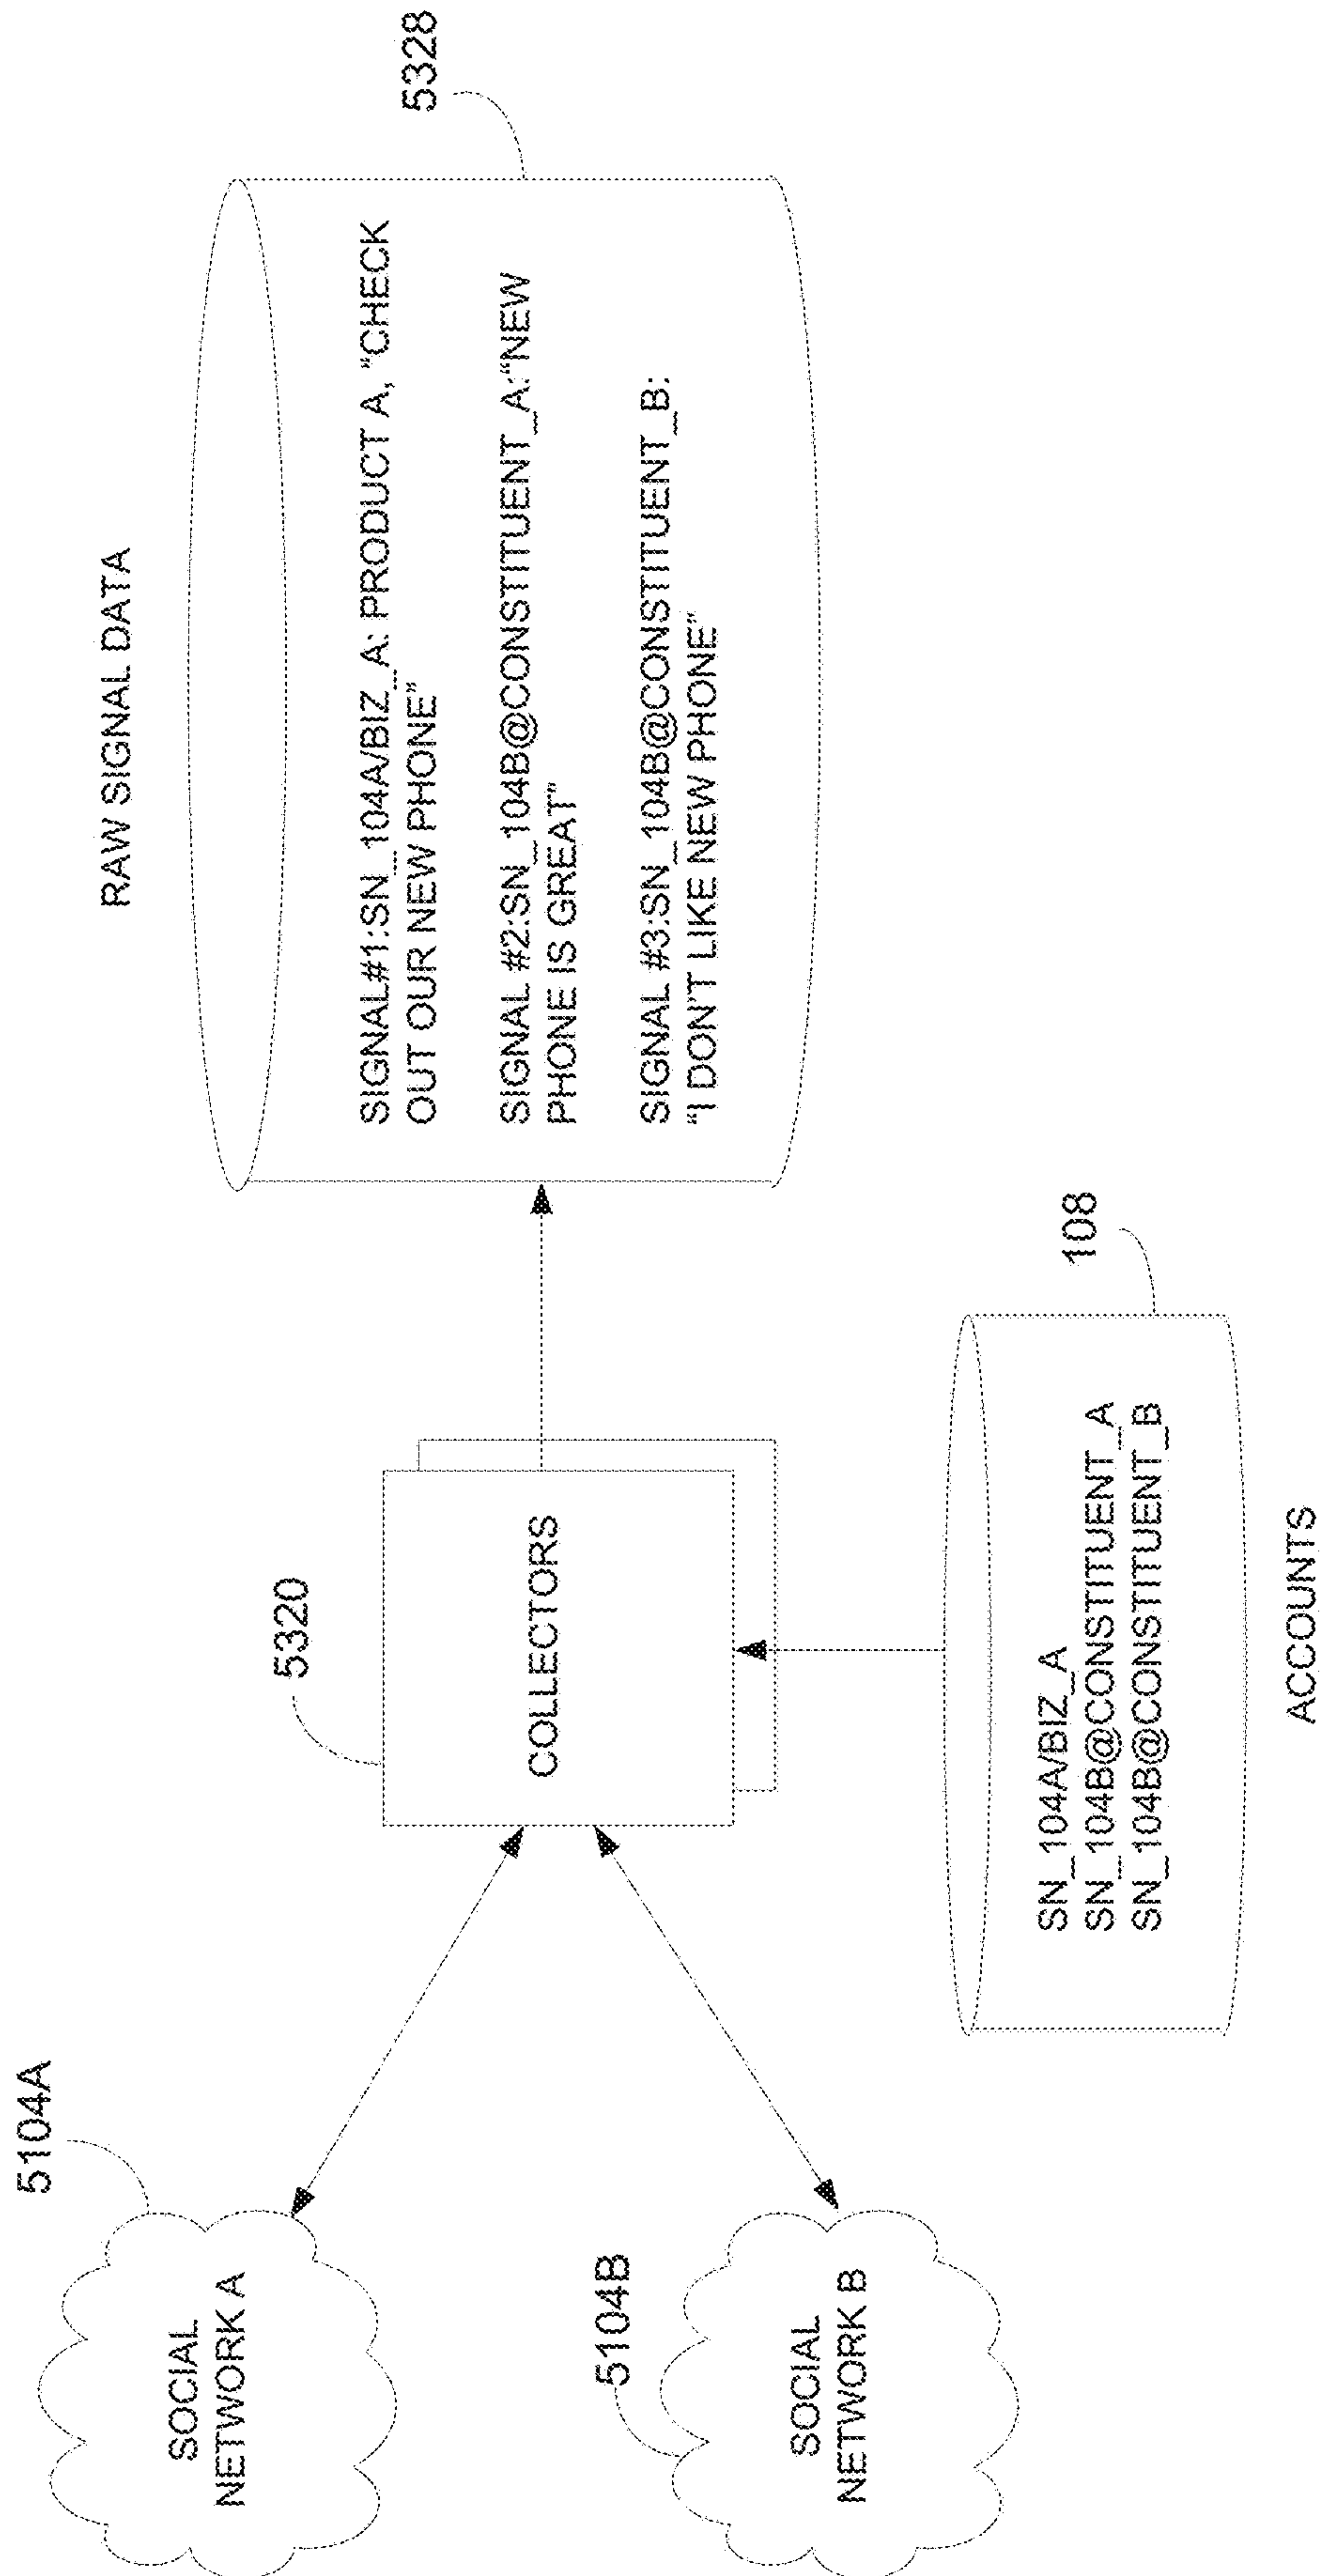 5104A
SOCIAL
NETWORK A
5104B
SOCIAL
NETWORK B
5320
COLLECTORS
SN_104A/BIZ_A
SN_104B@CONSTITUENT_A
SN_104B@CONSTITUENT_B
108
ACCOUNTS
RAW SIGNAL DATA
SIGNAL#1:SN_104A/BIZ_A: PRODUCT A, "CHECK
OUT OUR NEW PHONE"
SIGNAL #2:SN_104B@CONSTITUENT_A:"NEW
PHONE IS GREAT"
SIGNAL #3:SN_104B@CONSTITUENT_B:
"I DON'T LIKE NEW PHONE"
5328